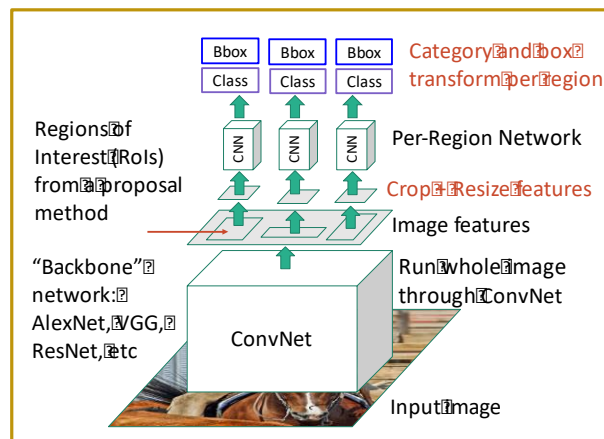 Bbox Bbox Bbox
Class Class Class
Category and box
transform per region
Regions of
Interest (RoIs)
from a proposal
method
CNN CNN CNN
Per-Region Network
Crop + Resize features
Image features
“Backbone”
network:
AlexNet, VGG,
ResNet, etc
ConvNet
Run whole image
through ConvNet
Input image